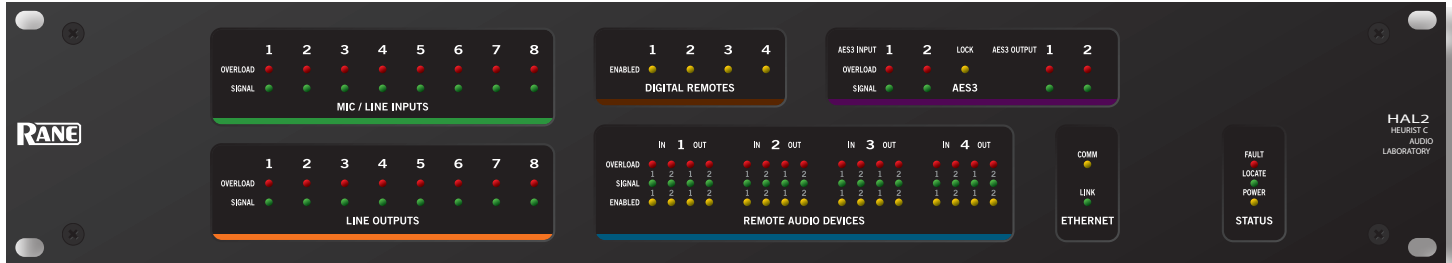 RANE
1 2 3 4 5 6 7 8
OVERLOAD
SIGNAL
MIC / LINE INPUTS
1 2 3 4 5 6 7 8
OVERLOAD
SIGNAL
LINE OUTPUTS
1 2 3 4
ENABLED
DIGITAL REMOTES
AES3 INPUT 1 2 LOCK AES3 OUTPUT 1 2
OVERLOAD
SIGNAL AES3
IN 1 OUT IN 2 OUT IN 3 OUT IN 4 OUT
OVERLOAD
1 2 1 2 1 2 1 2 1 2 1 2 1 2 1 2
SIGNAL
1 2 1 2 1 2 1 2 1 2 1 2 1 2 1 2
ENABLED
REMOTE AUDIO DEVICES
COMM
LINK
ETHERNET
FAULT
LOCATE
POWER
STATUS
HAL2
HEURIST C
AUDIO
LABORATORY